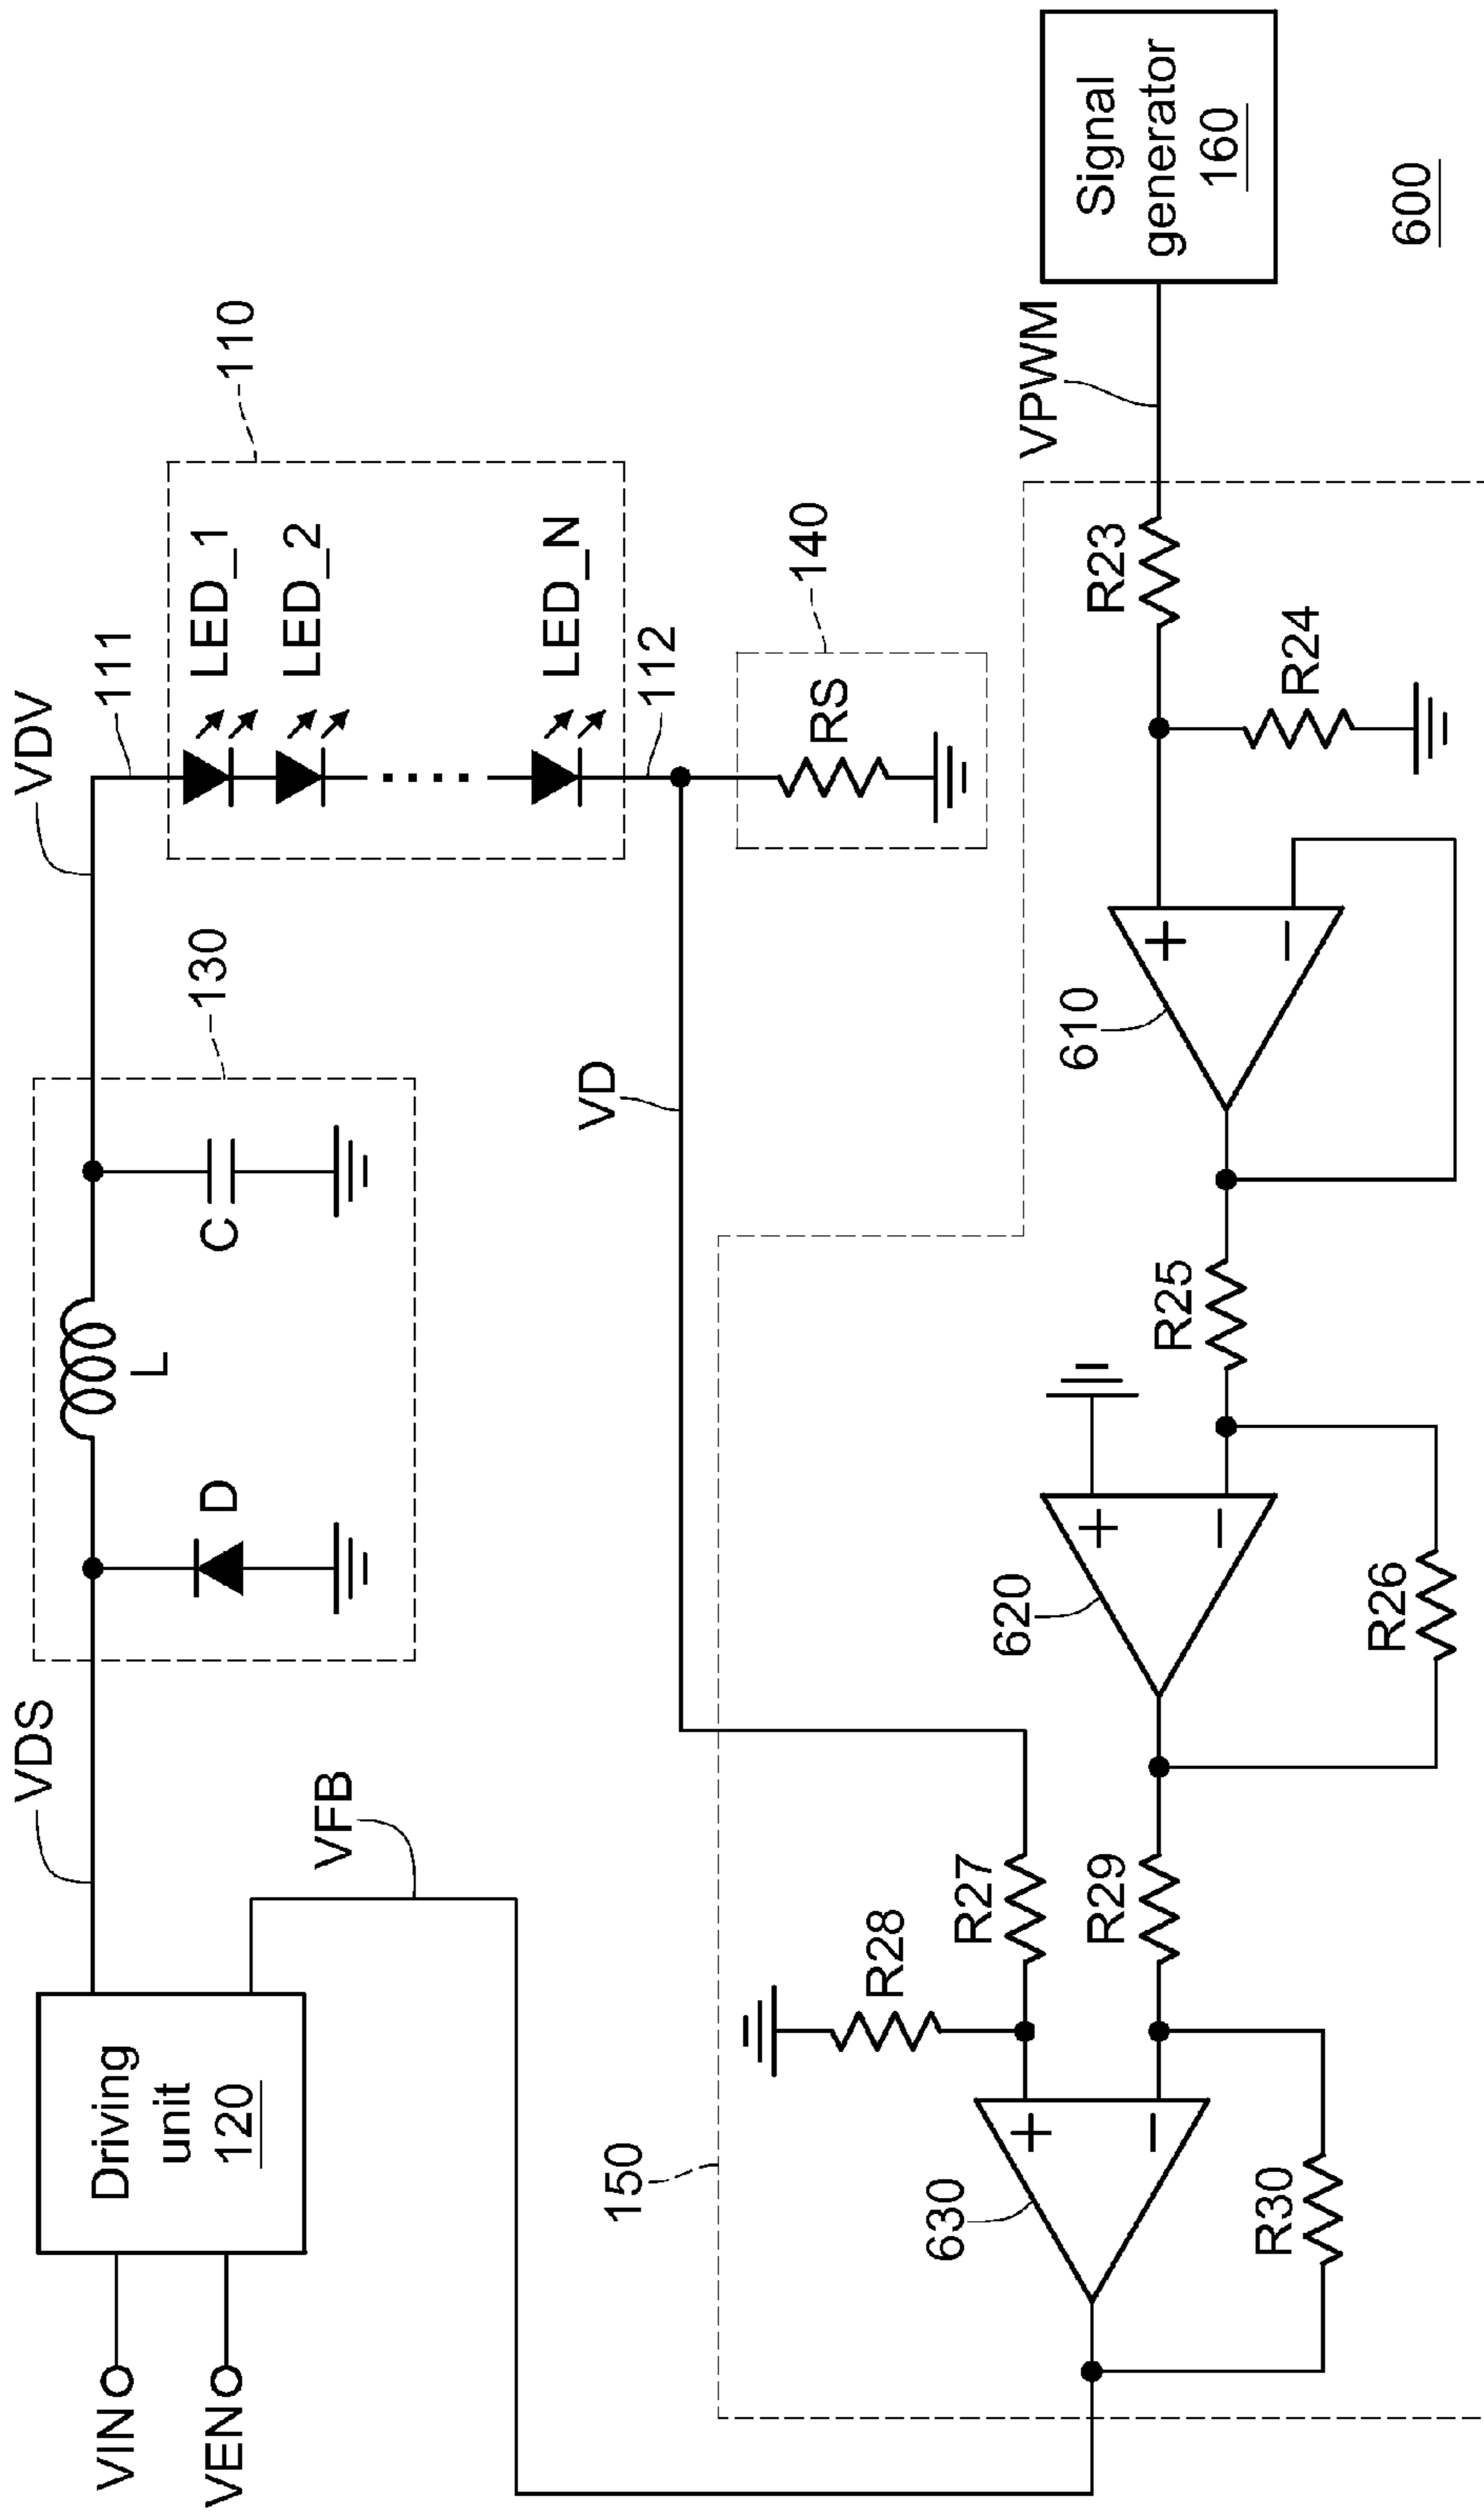 VDS
VDV
111
VIN
VEN
Driving
unit
120
L
D
C
130
LED_1
LED_2
LED_N
110
VFB
VD
112
RS
140
150
R28
R27
630
R29
R30
620
R26
R25
610
R23
R24
VPWM
Signal
generator
160
600